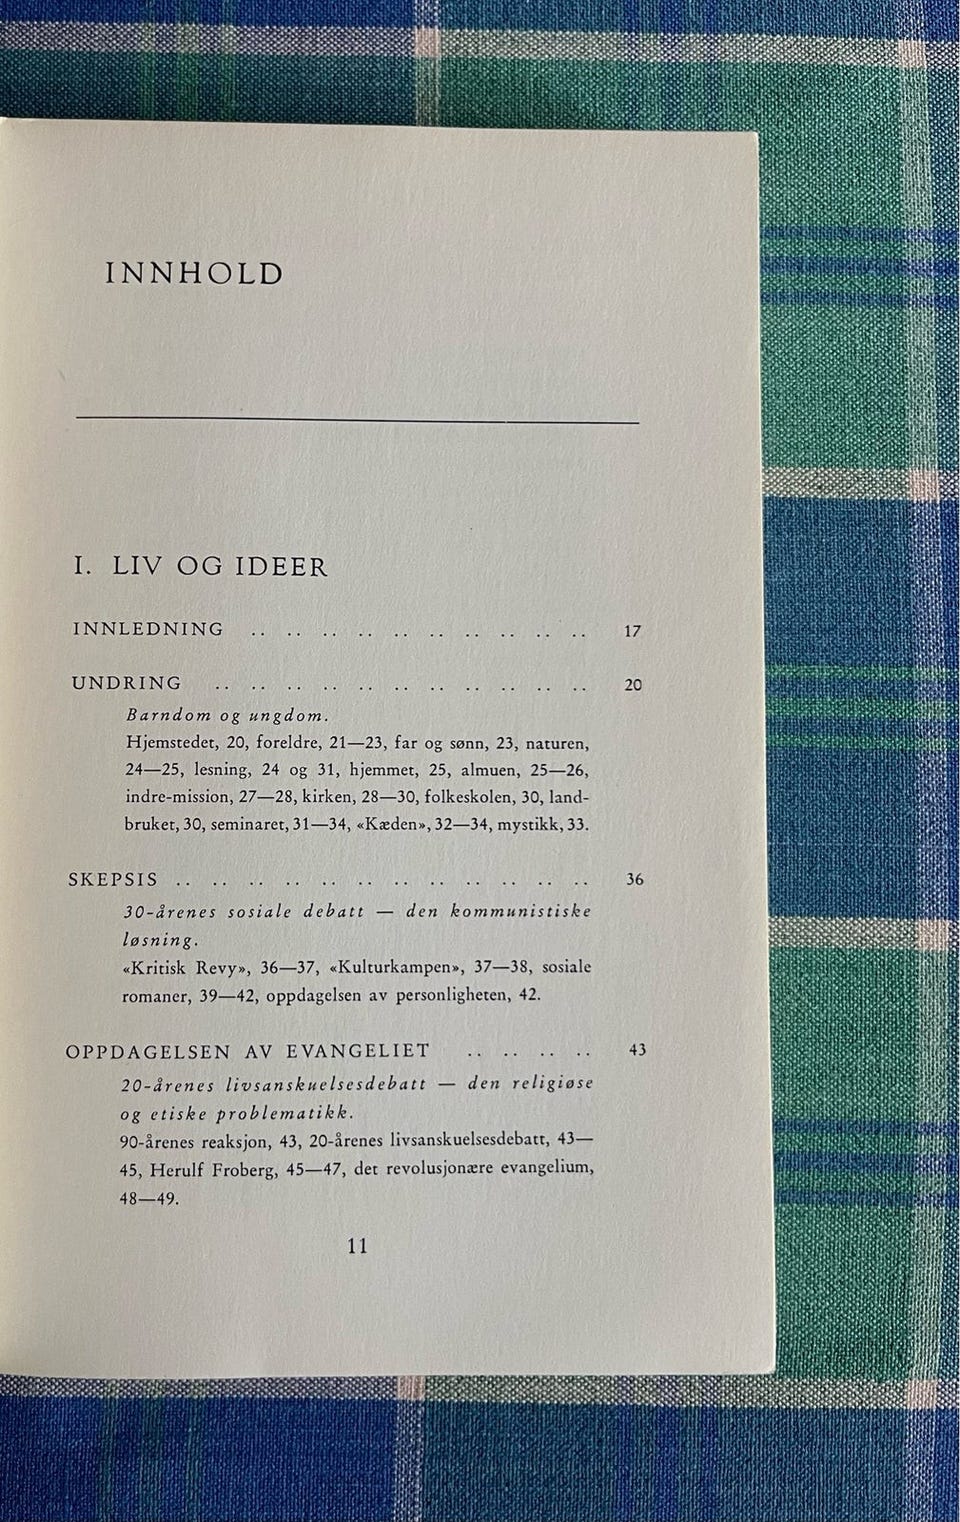 INNHOLD
I. LIV OG IDEER
INNLEDNING .. .. .. .. .. .. .. .. .. .. 17
UNDRING .. .. .. .. .. .. .. .. .. .. .. 20
Barndom og ungdom.
Hjemstedet, 20, foreldre, 21—23, far og sønn, 23, naturen,
24—25, lesning, 24 og 31, hjemmet, 25, almuen, 25—26,
indre-mission, 27—28, kirken, 28—30, folkeskolen, 30, land-
bruket, 30, seminaret, 31—34, «Kæden», 32—34, mystikk, 33.
SKEPSIS .. .. .. .. .. .. .. .. .. .. .. .. 36
30-årenes sosiale debatt — den kommunistiske
løsning.
«Kritisk Revy», 36—37, «Kulturkampen», 37—38, sosiale
romaner, 39—42, oppdagelsen av personligheten, 42.
OPPDAGELSEN AV EVANGELIET .. .. .. .. 43
20-årenes livsanskuelsesdebatt — den religiøse
og etiske problematikk.
90-årenes reaksjon, 43, 20-årenes livsanskuelsesdebatt, 43—
45, Herulf Froberg, 45—47, det revolusjonære evangelium,
48—49.
11